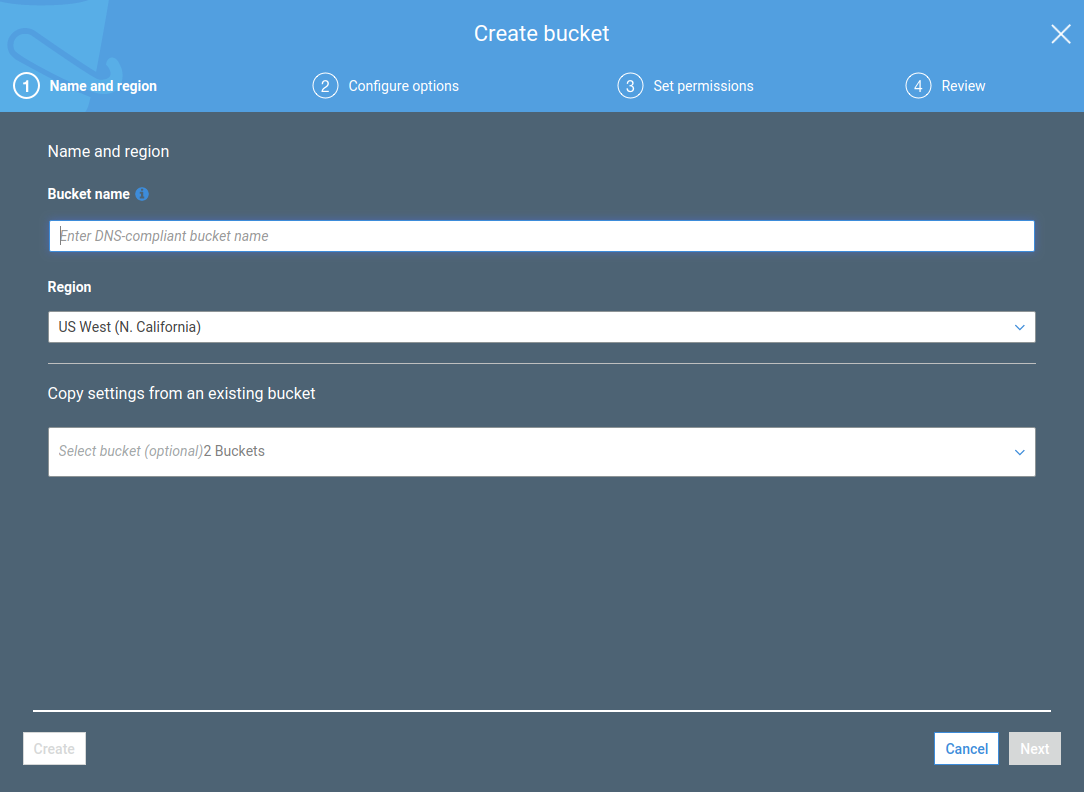 Create bucket
1 Name and region 2 Configure options 3 Set permissions 4 Review
Name and region
Bucket name
Enter DNS-compliant bucket name
Region
US West (N. California)
Copy settings from an existing bucket
Select bucket (optional)2 Buckets
Create Cancel Next